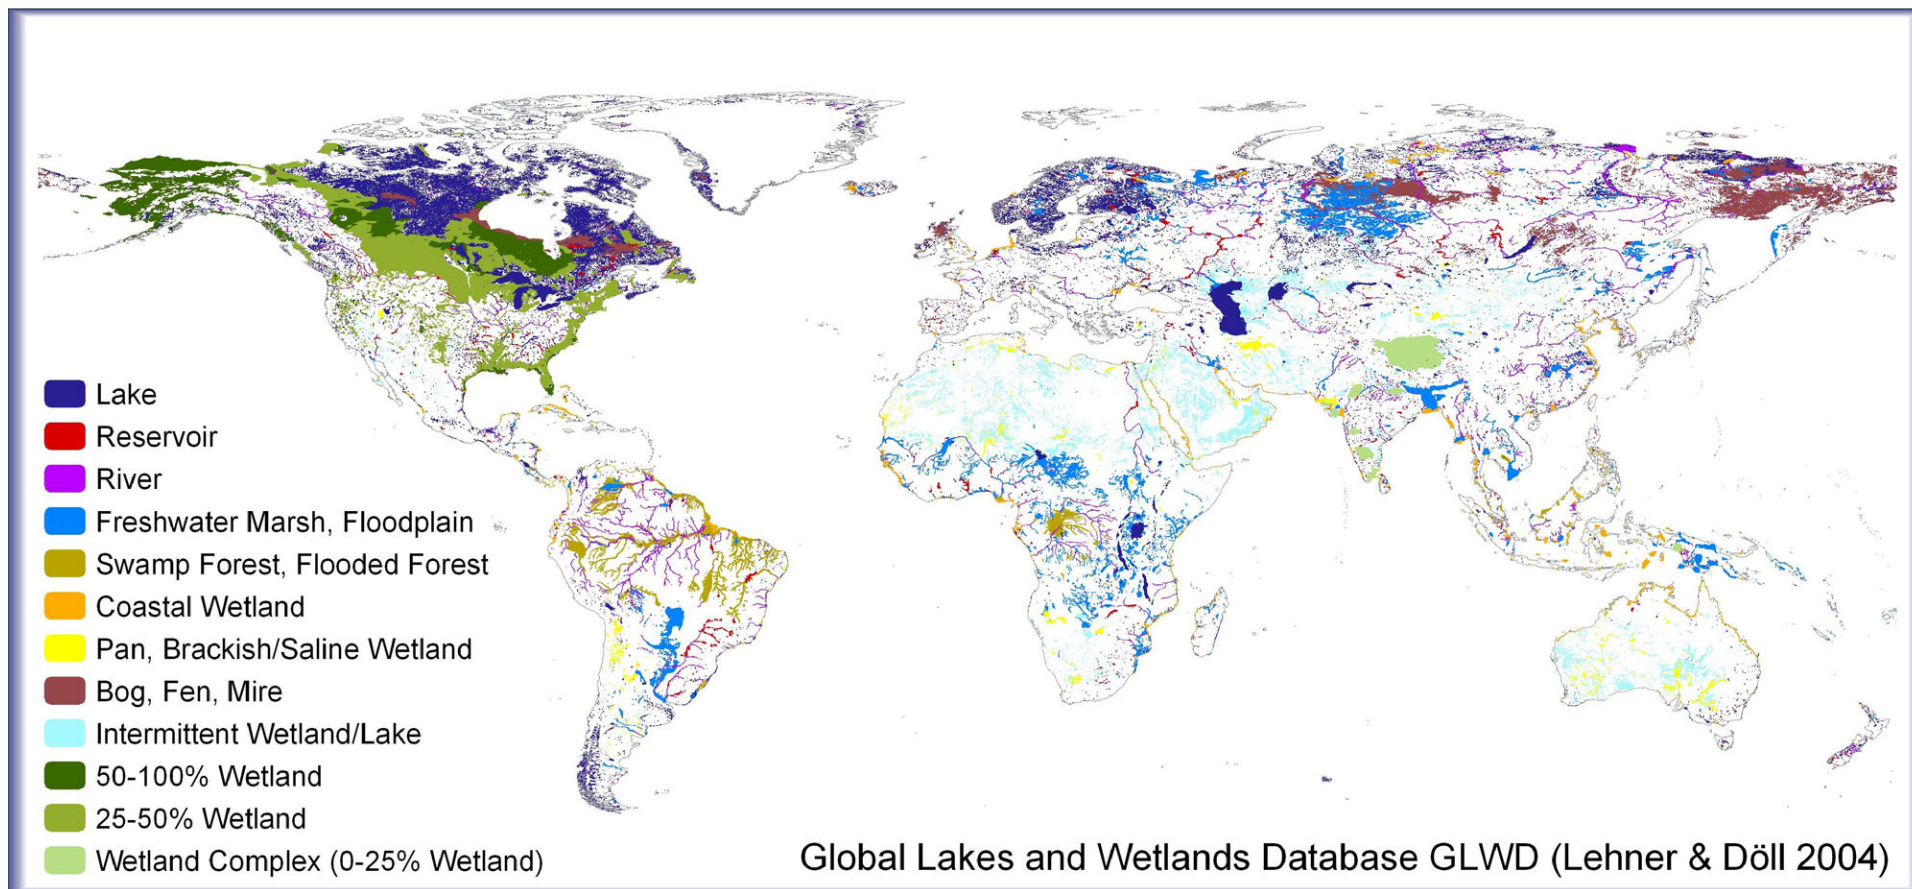 Lake
Reservoir
River
Freshwater Marsh, Floodplain
Swamp Forest, Flooded Forest
Coastal Wetland
Pan, Brackish/Saline Wetland
Bog, Fen, Mire
Intermittent Wetland/Lake
50-100% Wetland
25-50% Wetland
Wetland Complex (0-25% Wetland)
Global Lakes and Wetlands Database GLWD (Lehner & Döll 2004)